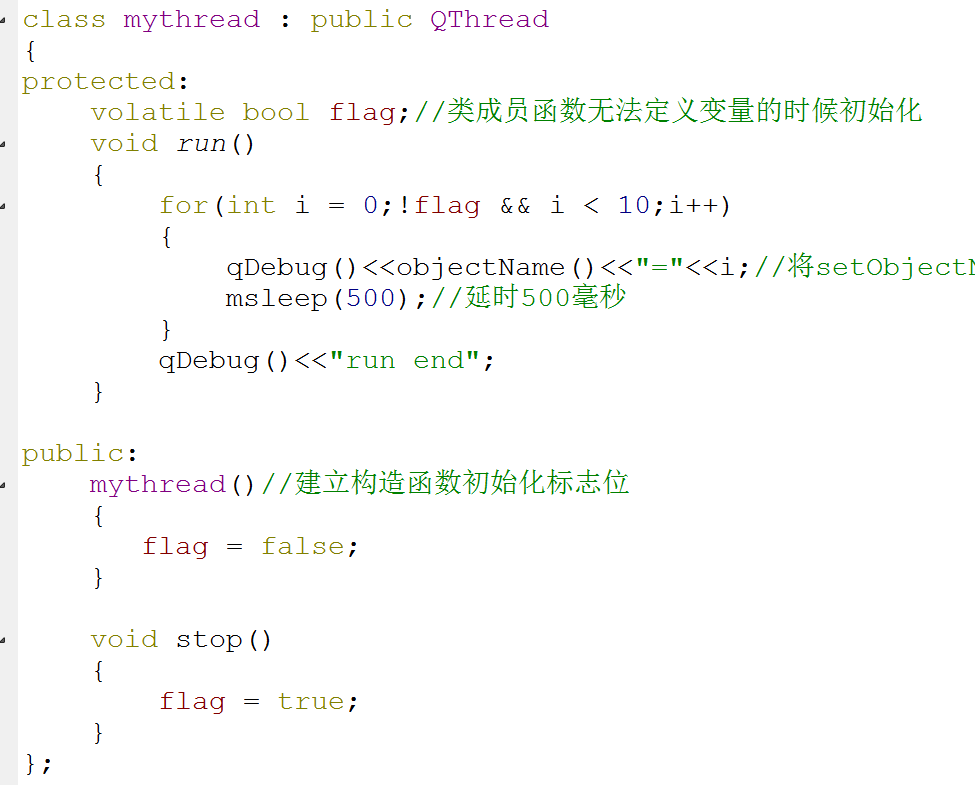 class mythread : public QThread
{
protected:
    volatile bool flag;//类成员函数无法定义变量的时候初始化
    void run()
    {
        for(int i = 0;!flag && i < 10;i++)
        {
            qDebug()<<objectName()<<"="<<i;//将setObject
            msleep(500);//延时500毫秒
        }
        qDebug()<<"run end";
    }

public:
    mythread()//建立构造函数初始化标志位
    {
       flag = false;
    }

    void stop()
    {
        flag = true;
    }
};